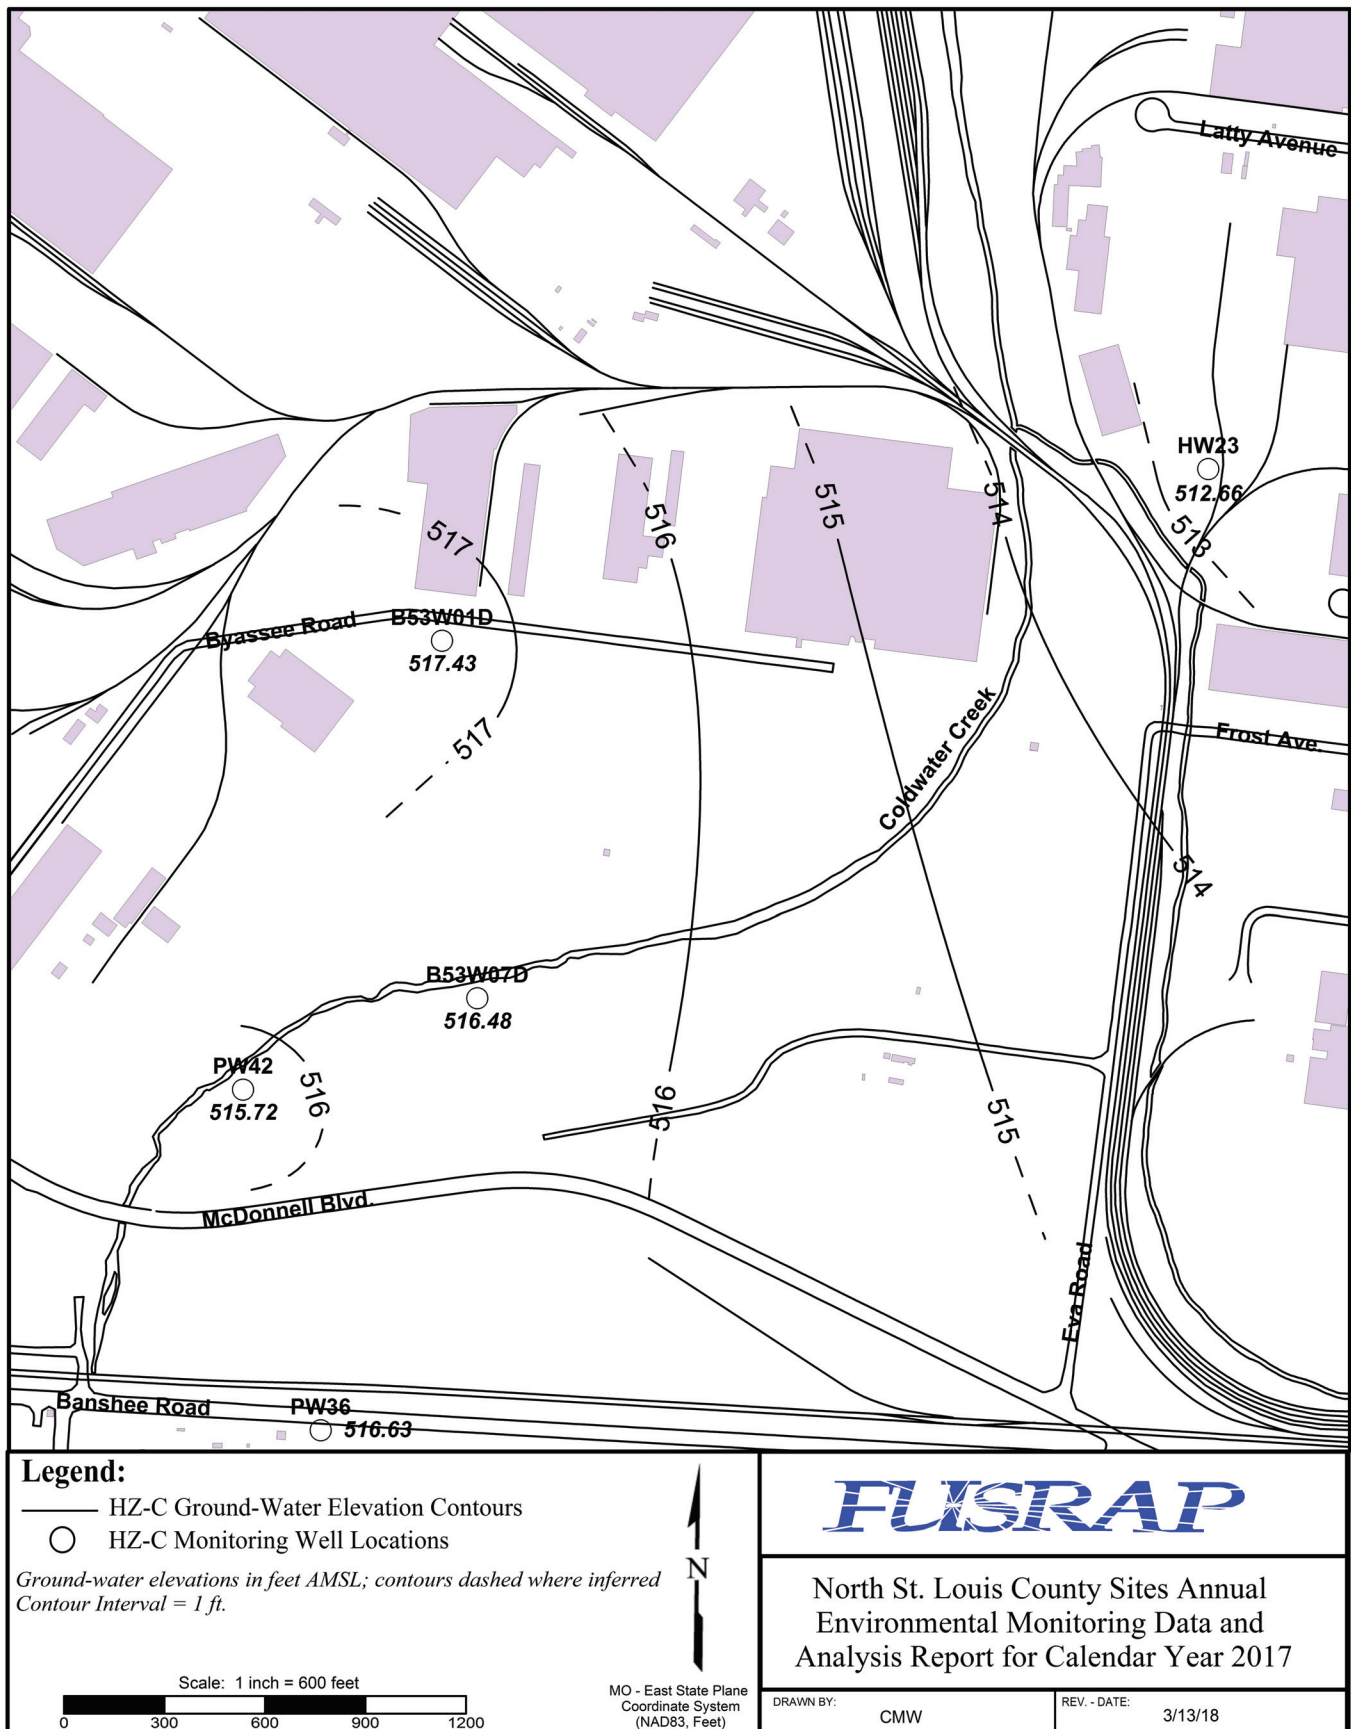 Latty Avenue
HW23
512.66
513
514
515
516
517
Byassee Road
B53W01D
517.43
517
Coldwater Creek
Frost Ave.
514
B53W07D
516.48
PW42
515.72
516
516
515
McDonnell Blvd.
Eva Road
Banshee Road
PW36
516.63
Legend:
HZ-C Ground-Water Elevation Contours
HZ-C Monitoring Well Locations
Ground-water elevations in feet AMSL; contours dashed where inferred
Contour Interval = 1 ft.
Scale: 1 inch = 600 feet
0 300 600 900 1200
N
MO - East State Plane
Coordinate System
(NAD83, Feet)
FUSRAP
North St. Louis County Sites Annual
Environmental Monitoring Data and
Analysis Report for Calendar Year 2017
DRAWN BY:
CMW
REV. - DATE:
3/13/18